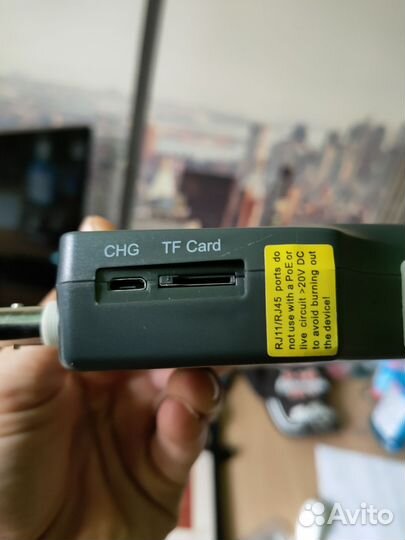 CHG TF Card
RJ11/RJ45 ports do
not use with a PoE or
live circuit >20V DC
to avoid burning out
the device!
Avito